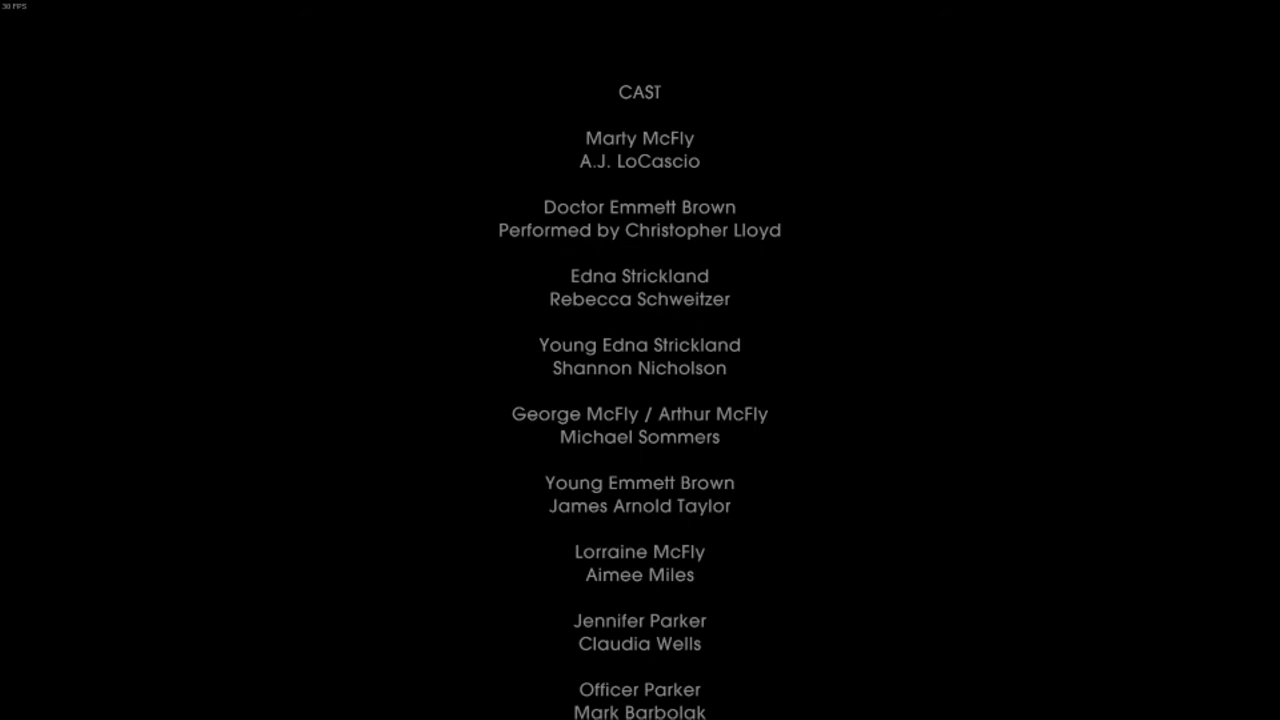 30 FPS
CAST
Marty McFly
A.J. LoCascio
Doctor Emmett Brown
Performed by Christopher Lloyd
Edna Strickland
Rebecca Schweitzer
Young Edna Strickland
Shannon Nicholson
George McFly / Arthur McFly
Michael Sommers
Young Emmett Brown
James Arnold Taylor
Lorraine McFly
Aimee Miles
Jennifer Parker
Claudia Wells
Officer Parker
Mark Barbolak